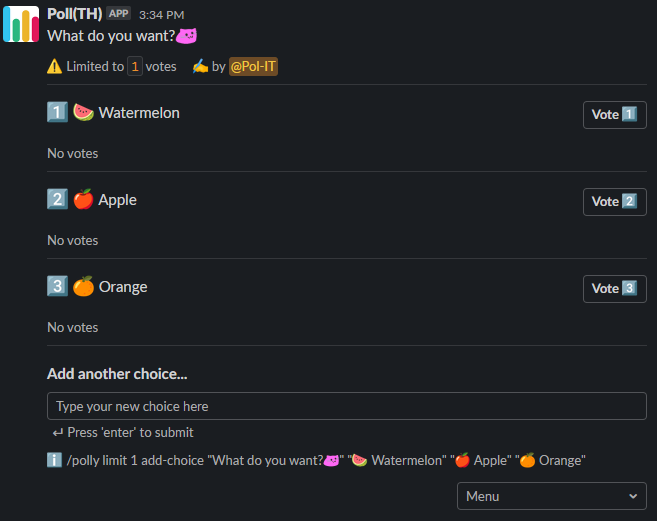 Poll(TH) APP 3:34 PM
What do you want?😈
⚠️ Limited to 1 votes ✍️ by @Pol-IT
1️⃣ 🍉 Watermelon
Vote 1️⃣
No votes
2️⃣ 🍎 Apple
Vote 2️⃣
No votes
3️⃣ 🍊 Orange
Vote 3️⃣
No votes
Add another choice...
Type your new choice here
↵ Press 'enter' to submit
ℹ️ /polly limit 1 add-choice "What do you want?😈" "🍉 Watermelon" "🍎 Apple" "🍊 Orange"
Menu